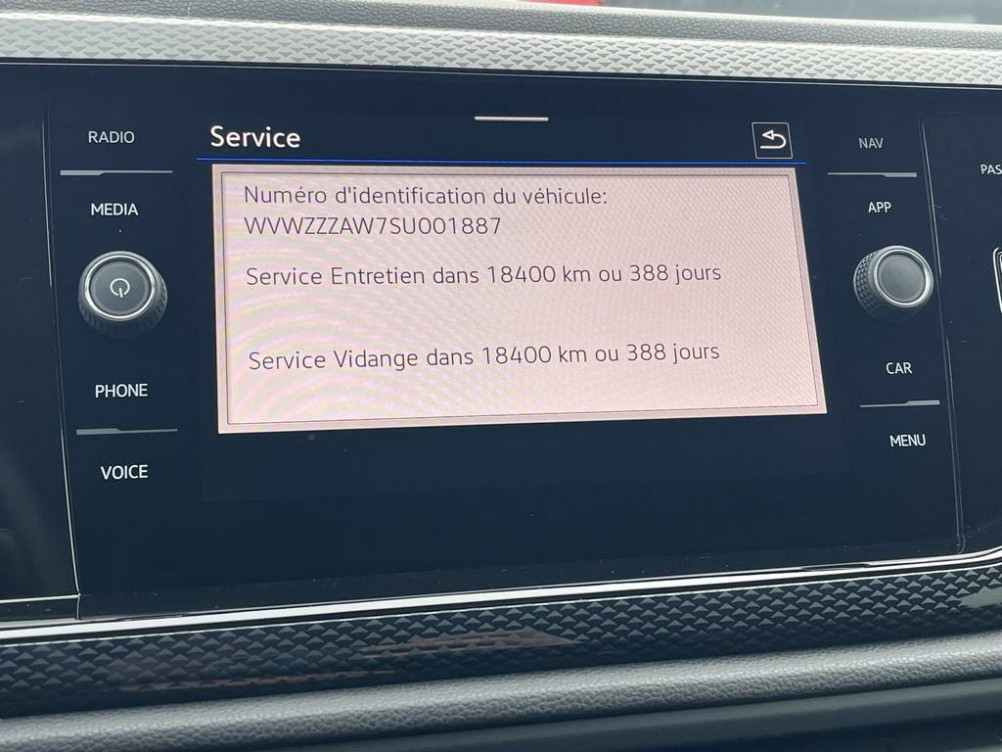 RADIO
MEDIA
PHONE
VOICE
Service
Numéro d'identification du véhicule:
WVWZZZAW7SU001887
Service Entretien dans 18400 km ou 388 jours
Service Vidange dans 18400 km ou 388 jours
NAV
APP
CAR
MENU
PAS